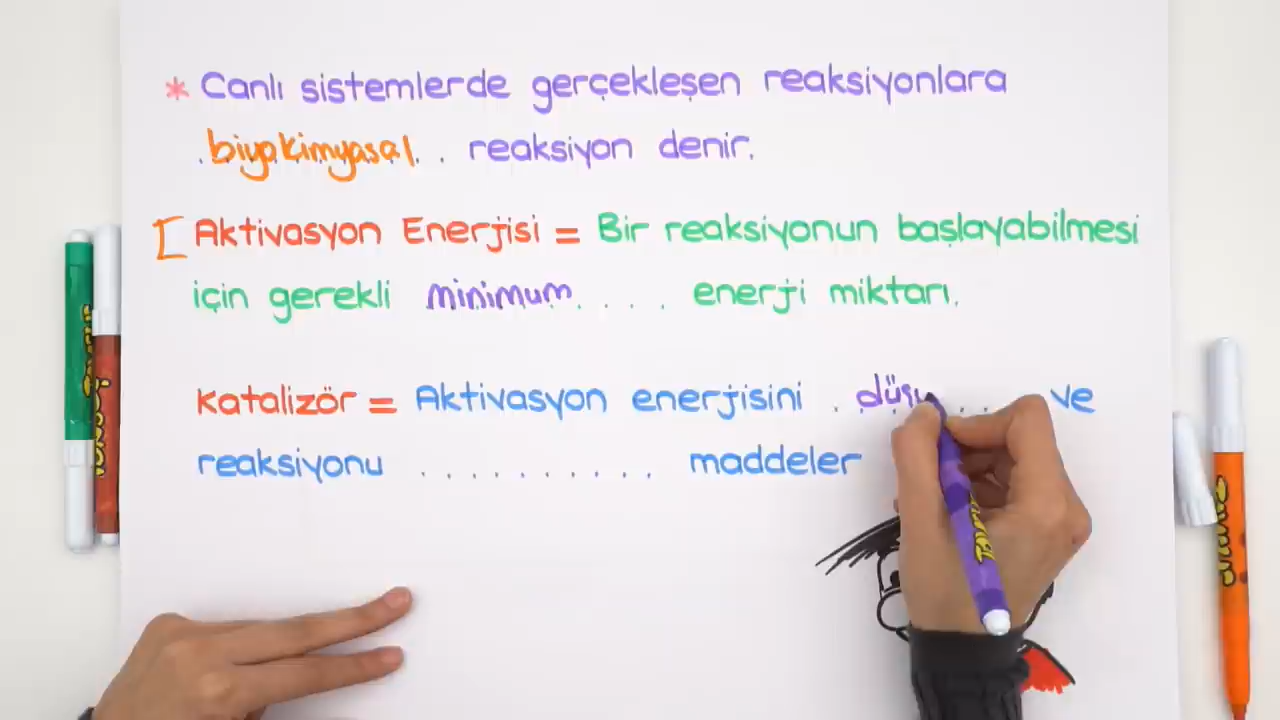 * Canlı sistemlerde gerçekleşen reaksiyonlara
. biyokimyasal . . reaksiyon denir.
[ Aktivasyon Enerjisi = Bir reaksiyonun başlayabilmesi
için gerekli minimum . . . . enerji miktarı.
Katalizör = Aktivasyon enerjisini . düşü . . ve
reaksiyonu . . . . . . . . . . maddeler